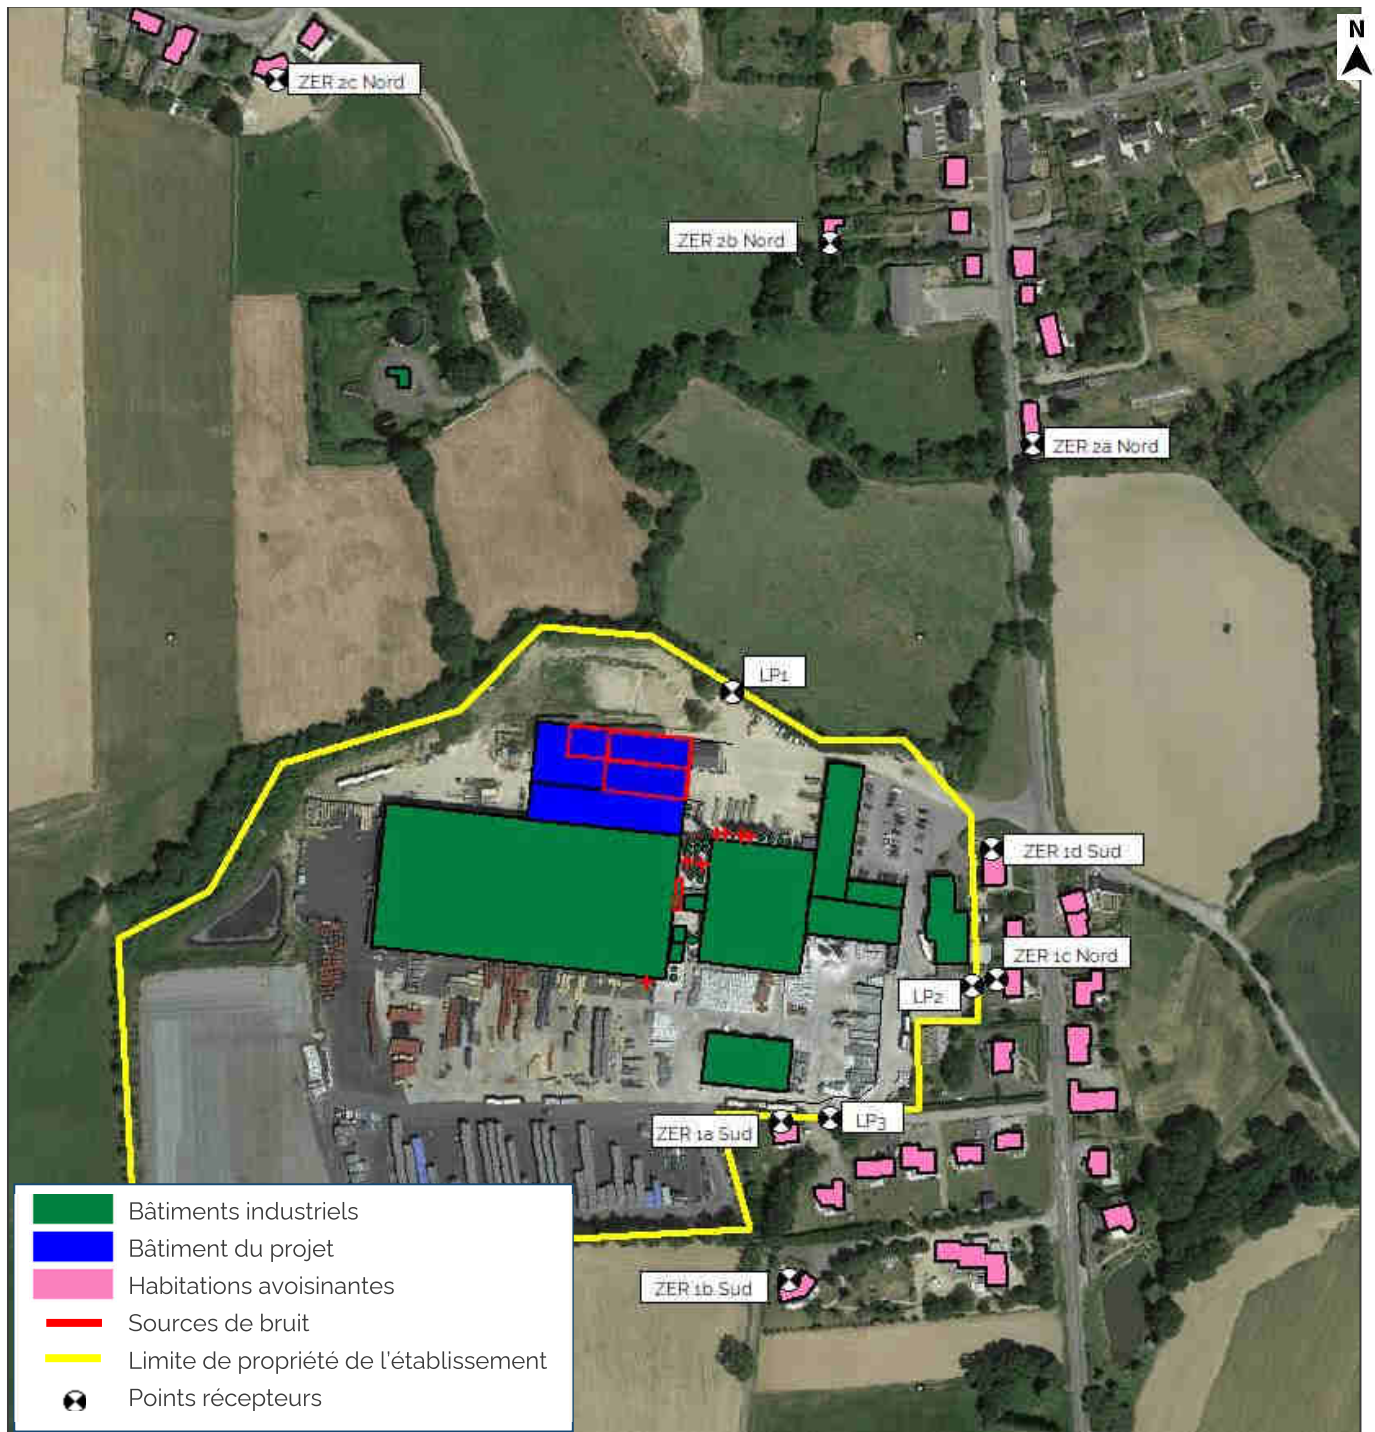 N
ZER 2c Nord
ZER 2b Nord
ZER 2a Nord
LP1
ZER 1d Sud
ZER 1c Nord
LP2
LP3
ZER 1a Sud
ZER 1b Sud
Bâtiments industriels
Bâtiment du projet
Habitations avoisinantes
Sources de bruit
Limite de propriété de l'établissement
Points récepteurs